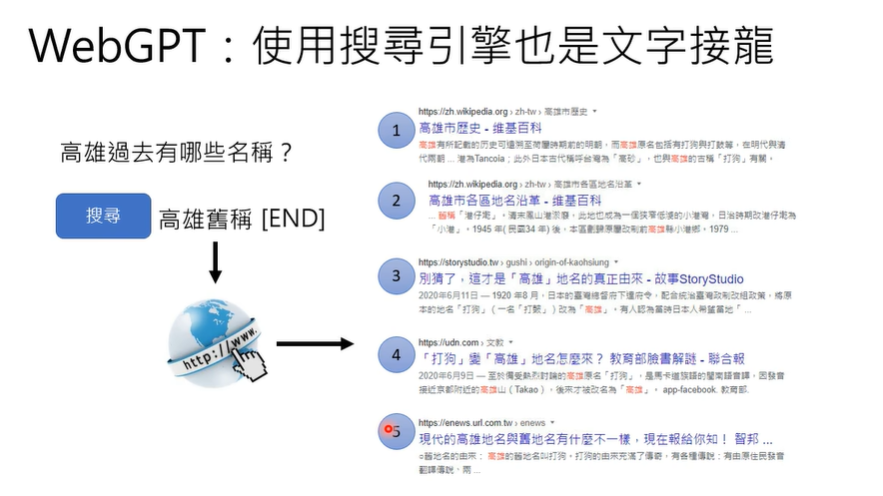 WebGPT：使用搜尋引擎也是文字接龍
高雄過去有哪些名稱？
搜尋 高雄舊稱 [END]
http://www.
1
https://zh.wikipedia.org › zh-tw › 高雄市歷史
高雄市歷史 - 維基百科
高雄有所記載的历史可遠溯至荷蘭時期前的明朝，而高雄原名包括有打狗與打鼓等，在明代與清
代兩朝 ... 港為Tancoia；此外日本古代稱呼台灣為「高砂」，也與高雄的古稱「打狗」有關。
2
https://zh.wikipedia.org › zh-tw › 高雄市各區地名沿革
高雄市各區地名沿革 - 維基百科
... 舊稱「港仔墘」。清末鳳山港淤廢，此地也成為一個狹窄低淺的小港灣，日治時期改港仔墘為
「小港」。1945 年(民國34 年) 後，本區劃歸原屬改制前高雄縣小港鄉，1979 ...
3
https://storystudio.tw › gushi › origin-of-kaohsiung
別猜了，這才是「高雄」地名的真正由來 - 故事StoryStudio
2020年6月11日 — 1920 年8 月，日本的臺灣總督府下達府令，配合統治臺灣政制改組政策，將原
本的地名「打狗」（一名「打鼓」）改為「高雄」。有人認為當時日本人希望當地「 ...
4
https://udn.com › 文教
「打狗」變「高雄」地名怎麼來？ 教育部臉書解謎 - 聯合報
2020年6月9日 — 至於備受熱烈討論的高雄原名「打狗」，是馬卡道族語的閩南語音譯，因發音
接近京都附近的高雄山（Takao），後來才被改名為「高雄」。 app-facebook. 教育部.
5
https://enews.url.com.tw › enews
現代的高雄地名與舊地名有什麼不一樣，現在報給你知！ 智邦 ...
○舊地名的由來： 高雄的舊地名叫打狗。打狗的由來充滿了傳奇，有各種傳說；有由原住民發音
翻譯傳說，兩 ...